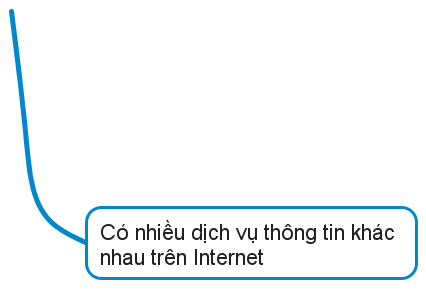 Có nhiều dịch vụ thông tin khác
nhau trên Internet